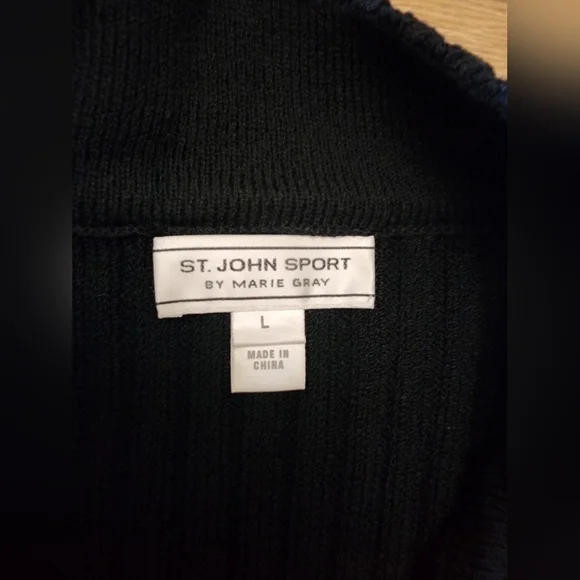 ST. JOHN SPORT
BY MARIE GRAY
L
MADE IN
CHINA